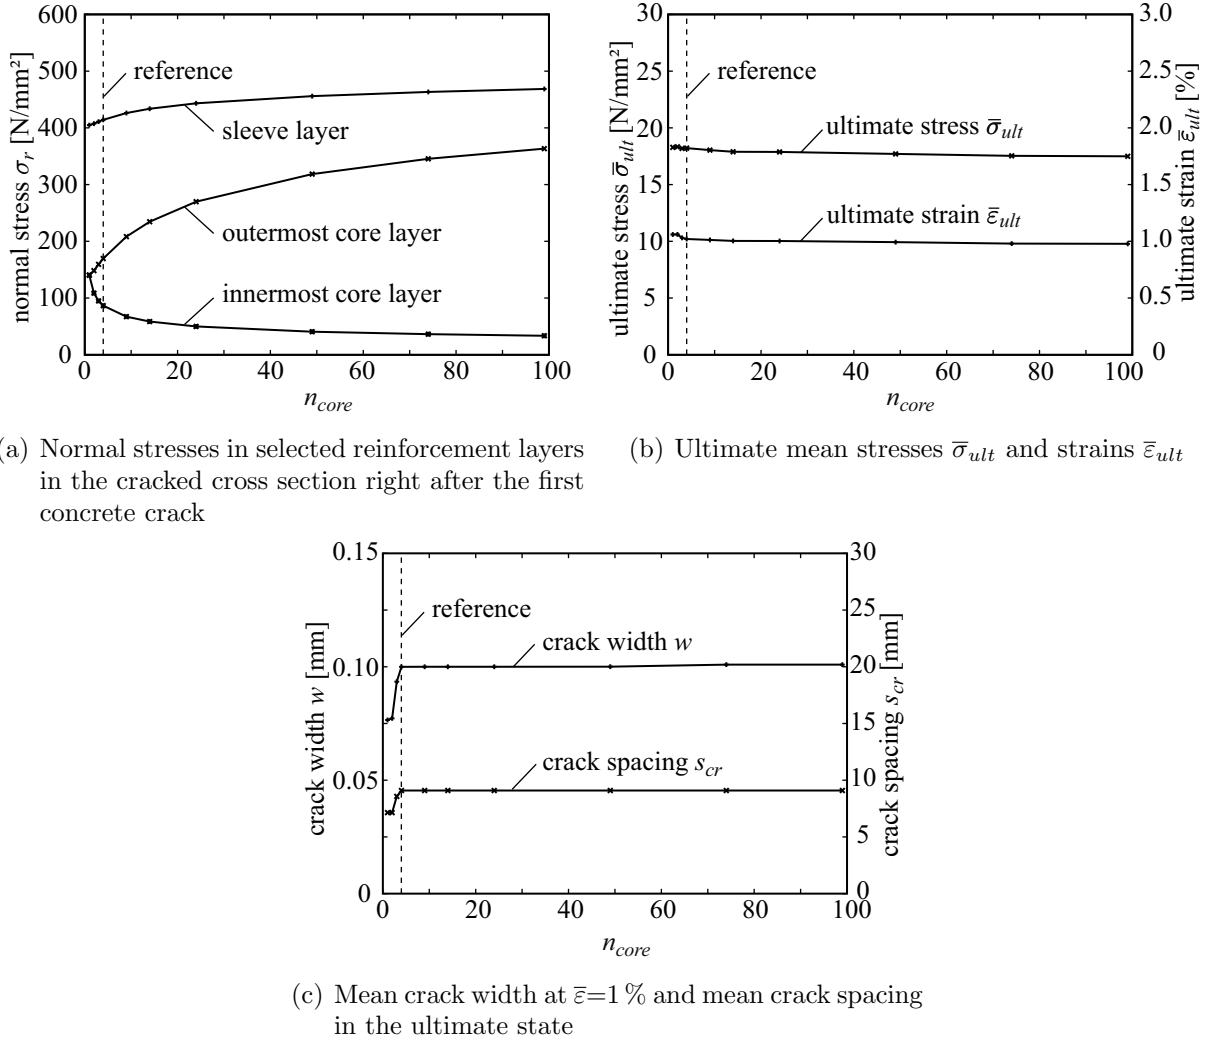 600
500
400
300
200
100
0
0
20
40
60
80
100
normal stress σr [N/mm²]
n_core
reference
sleeve layer
outermost core layer
innermost core layer
30
25
20
15
10
5
0
3.0
2.0
1.0
0
2.5
1.5
0.5
0
20
40
60
80
100
ultimate stress σ̅ult [N/mm²]
ultimate strain ε̅ult [%]
n_core
reference
ultimate stress σ̅ult
ultimate strain ε̅ult
(a) Normal stresses in selected reinforcement layers
in the cracked cross section right after the first
concrete crack
(b) Ultimate mean stresses σ̅ult and strains ε̅ult
0.15
0.10
0.05
0
30
25
20
15
10
5
0
0
20
40
60
80
100
crack width w [mm]
crack spacing scr [mm]
n_core
reference
crack width w
crack spacing scr
(c) Mean crack width at ε̅=1 % and mean crack spacing
in the ultimate state